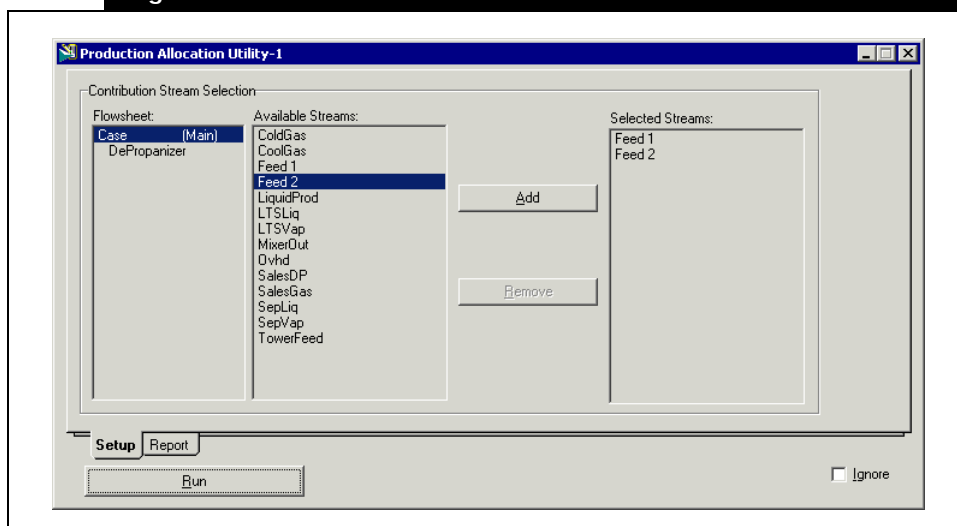 Production Allocation Utility-1
Contribution Stream Selection
Flowsheet:
Case (Main)
DePropanizer
Available Streams:
ColdGas
CoolGas
Feed 1
Feed 2
LiquidProd
LTSLiq
LTSVap
MixerOut
Ovhd
SalesDP
SalesGas
SepLiq
SepVap
TowerFeed
Add
Remove
Selected Streams:
Feed 1
Feed 2
Setup
Report
Run
Ignore